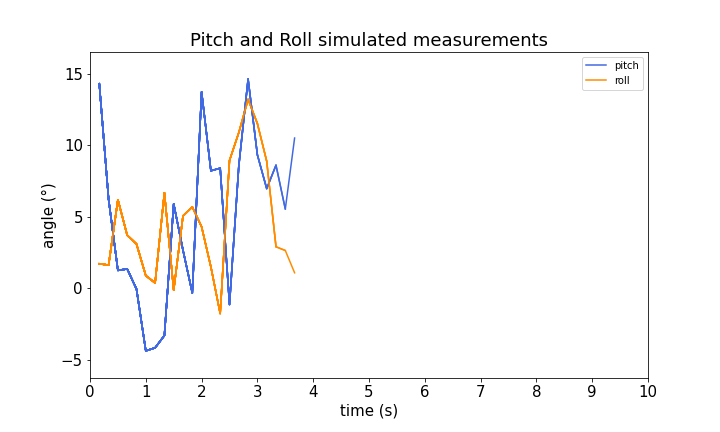 Pitch and Roll simulated measurements
pitch
roll
15
10
5
0
−5
angle (°)
0 1 2 3 4 5 6 7 8 9 10
time (s)